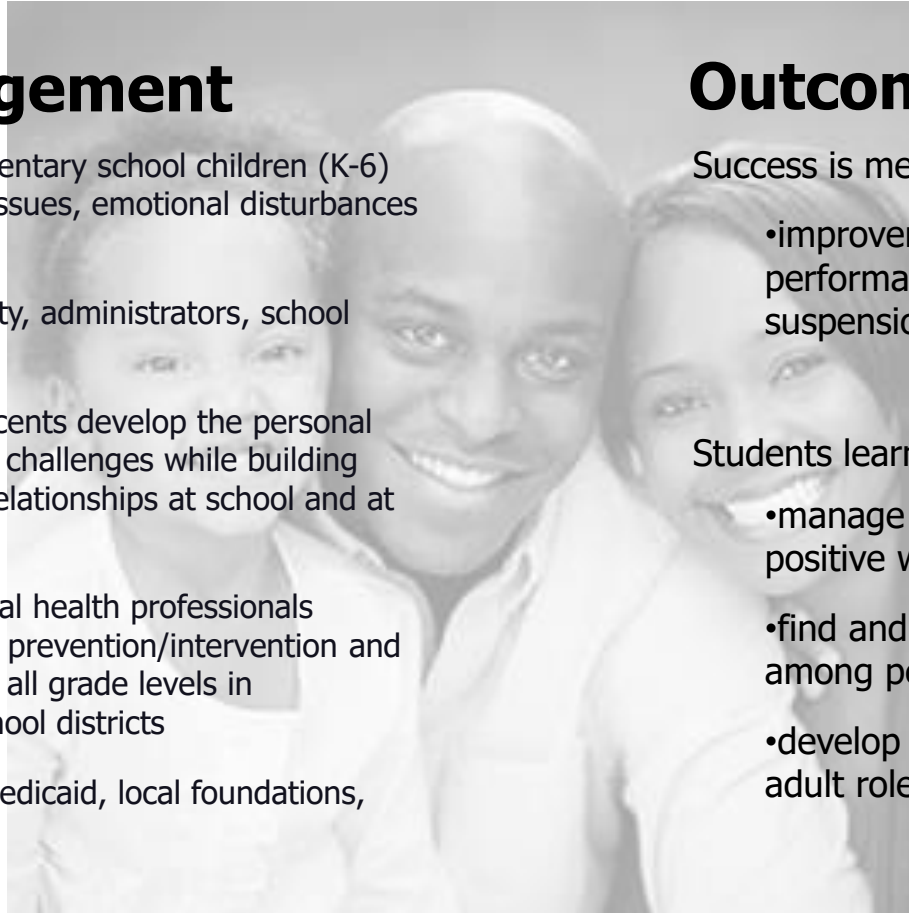 gement
entary school children (K-6)
ssues, emotional disturbances
ty, administrators, school
cents develop the personal
challenges while building
elationships at school and at
al health professionals
prevention/intervention and
all grade levels in
hool districts
edicaid, local foundations,
Outcom
Success is me
•improve
performa
suspensio
Students learn
•manage
positive w
•find and
among pe
•develop
adult role